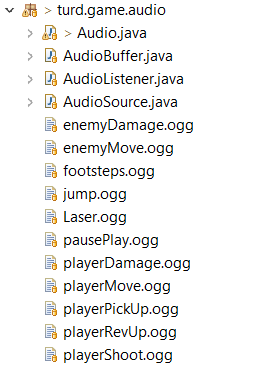 > turd.game.audio
> Audio.java
AudioBuffer.java
AudioListener.java
AudioSource.java
enemyDamage.ogg
enemyMove.ogg
footsteps.ogg
jump.ogg
Laser.ogg
pausePlay.ogg
playerDamage.ogg
playerMove.ogg
playerPickUp.ogg
playerRevUp.ogg
playerShoot.ogg